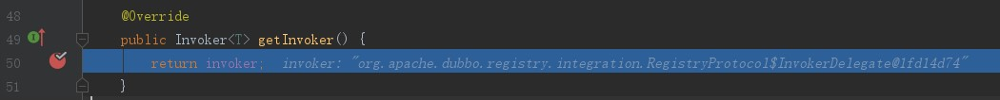 48 @Override
49 public Invoker<T> getInvoker() {
50 return invoker; invoker: "org.apache.dubbo.registry.integration.RegistryProtocol$InvokerDelegate@1fd14d74"
51 }